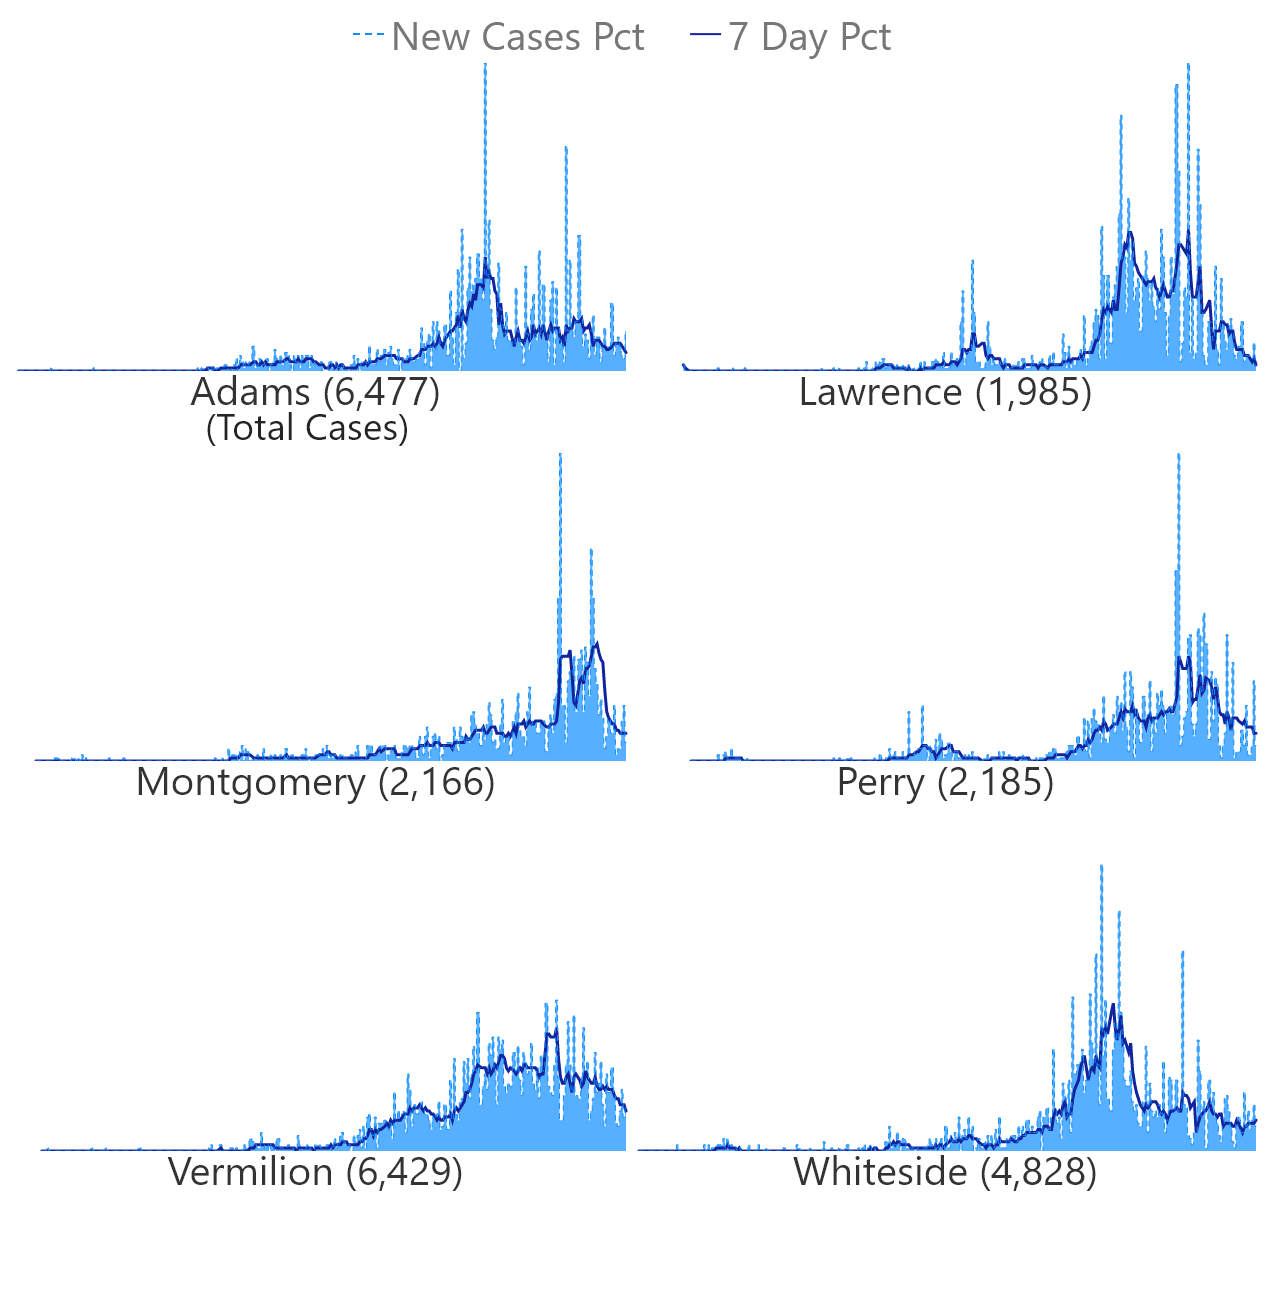 New Cases Pct 7 Day Pct
Adams (6,477) Lawrence (1,985)
(Total Cases)
Montgomery (2,166) Perry (2,185)
Vermilion (6,429) Whiteside (4,828)